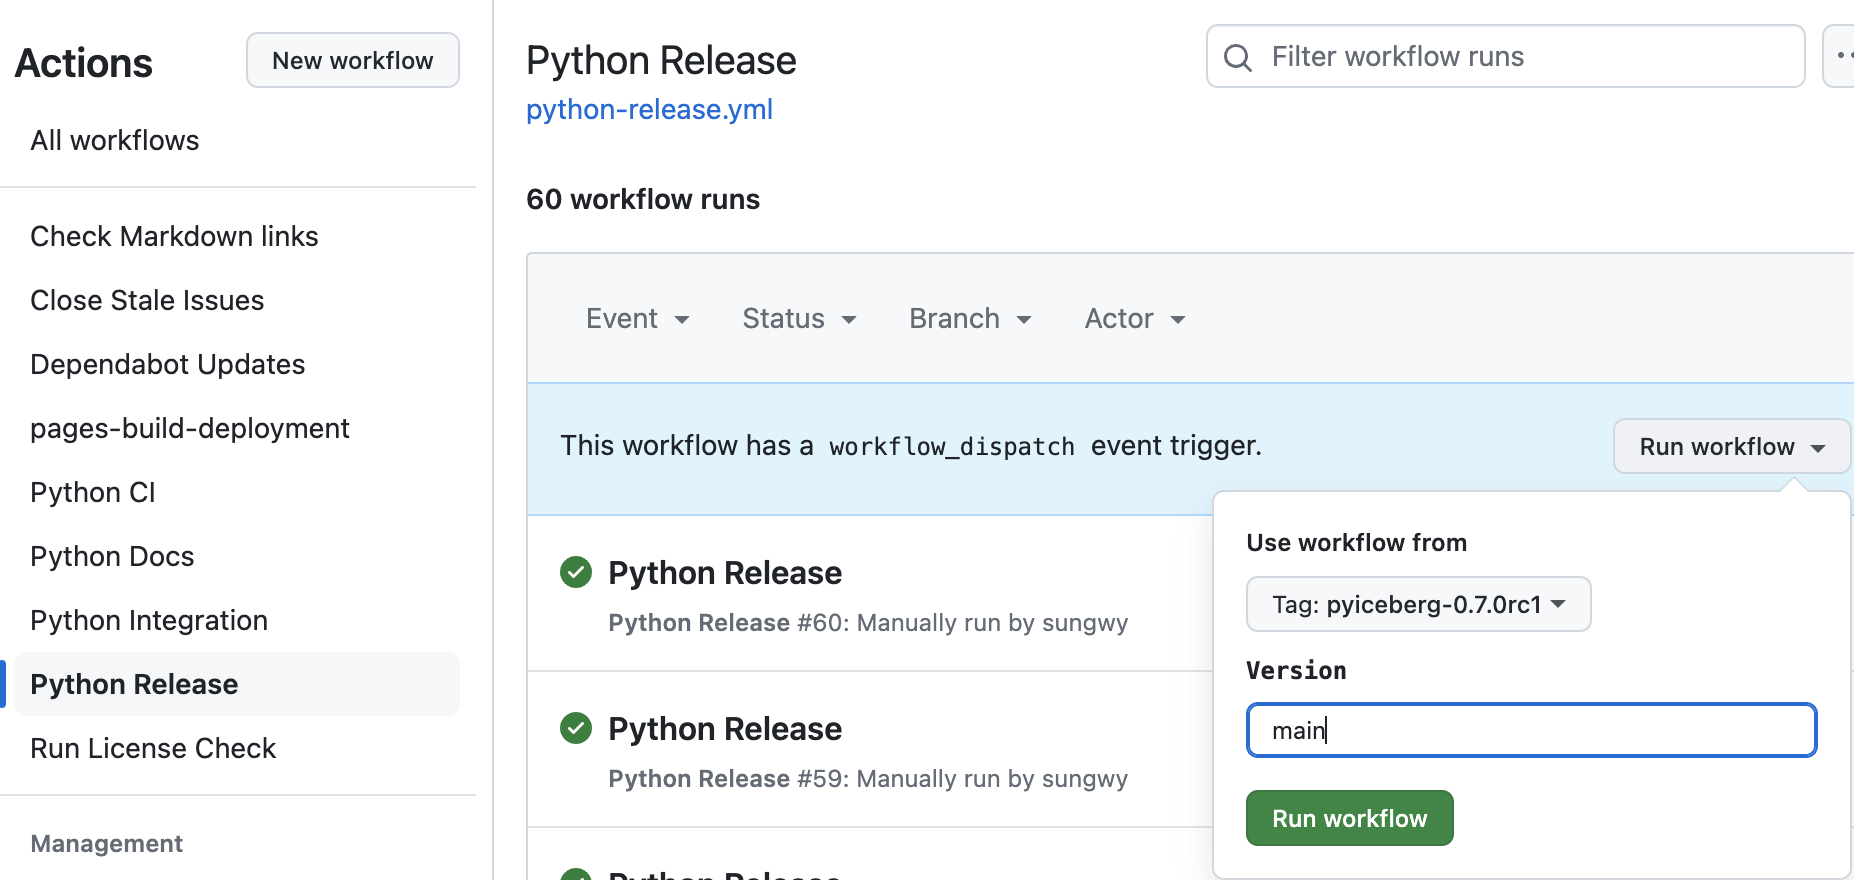 Actions
New workflow
All workflows
Check Markdown links
Close Stale Issues
Dependabot Updates
pages-build-deployment
Python CI
Python Docs
Python Integration
Python Release
Run License Check
Management
Python Release
python-release.yml
Filter workflow runs
60 workflow runs
Event Status Branch Actor
This workflow has a workflow_dispatch event trigger.
Run workflow
Python Release
Python Release #60: Manually run by sungwy
Python Release
Python Release #59: Manually run by sungwy
Python Release
Use workflow from
Tag: pyiceberg-0.7.0rc1
Version
main
Run workflow